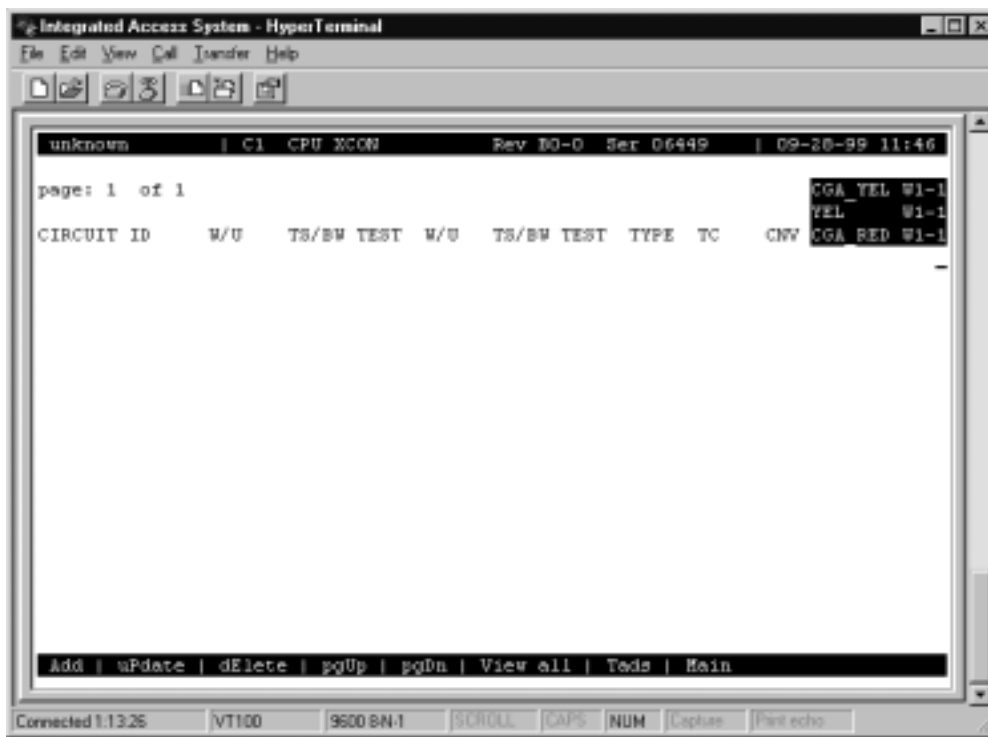 Integrated Access System - HyperTerminal
File Edit View Call Transfer Help
unknown | C1 CPU XCON Rev B0-0 Ser 06449 | 09-28-99 11:46
page: 1 of 1 CGA_YEL W1-1
YEL W1-1
CIRCUIT ID W/U TS/BW TEST W/U TS/BW TEST TYPE TC CNV CGA_RED W1-1
Add | uPdate | dElete | pgUp | pgDn | View all | Tads | Main
Connected 1:13:26 VT100 9600 8-N-1 SCROLL CAPS NUM Capture Print echo